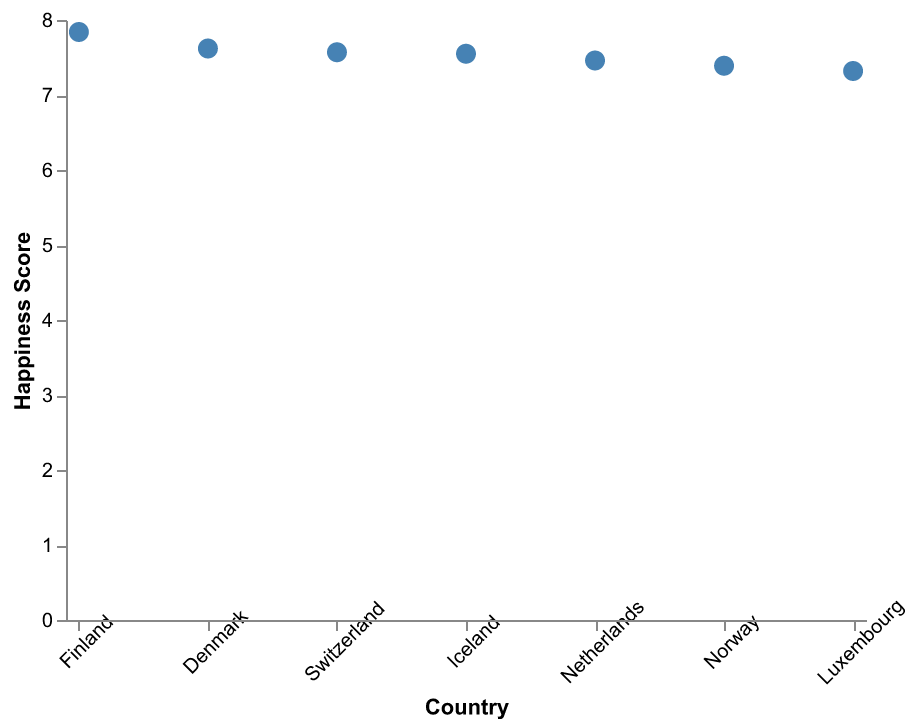 8
7
6
5
4
3
2
1
0
Happiness Score
Finland
Denmark
Switzerland
Iceland
Netherlands
Norway
Luxembourg
Country